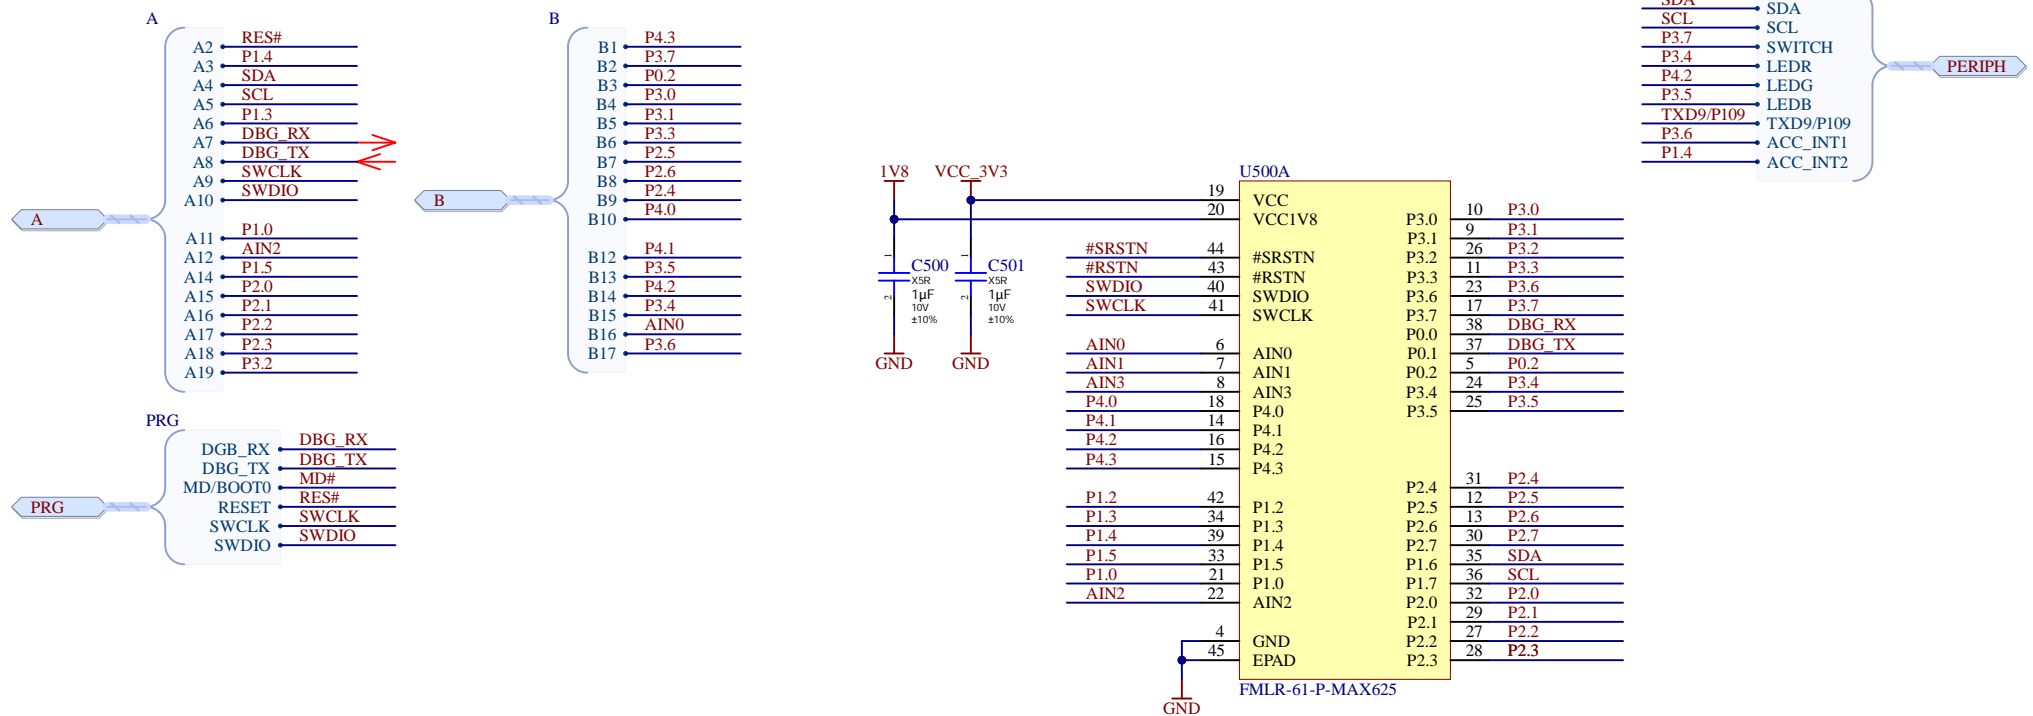 A
A2 RES#
A3 P1.4
A4 SDA
A5 SCL
A6 P1.3
A7 DBG_RX
A8 DBG_TX
A9 SWCLK
A10 SWDIO
A11 P1.0
A12 AIN2
A14 P1.5
A15 P2.0
A16 P2.1
A17 P2.2
A18 P2.3
A19 P3.2
A
PRG
DGB_RX DBG_RX
DBG_TX DBG_TX
MD/BOOT0 MD#
RESET RES#
SWCLK SWCLK
SWDIO SWDIO
PRG
B
B1 P4.3
B2 P3.7
B3 P0.2
B4 P3.0
B5 P3.1
B6 P3.3
B7 P2.5
B8 P2.6
B9 P2.4
B10 P4.0
B12 P4.1
B13 P3.5
B14 P4.2
B15 P3.4
B16 AIN0
B17 P3.6
B
1V8
VCC_3V3
1
2
C500
X5R
1µF
10V
±10%
GND
1
2
C501
X5R
1µF
10V
±10%
GND
U500A
19 VCC
20 VCC1V8
#SRSTN 44 #SRSTN
#RSTN 43 #RSTN
SWDIO 40 SWDIO
SWCLK 41 SWCLK
AIN0 6 AIN0
AIN1 7 AIN1
AIN3 8 AIN3
P4.0 18 P4.0
P4.1 14 P4.1
P4.2 16 P4.2
P4.3 15 P4.3
P1.2 42 P1.2
P1.3 34 P1.3
P1.4 39 P1.4
P1.5 33 P1.5
P1.0 21 P1.0
AIN2 22 AIN2
4 GND
45 EPAD
GND
P3.0 10 P3.0
P3.1 9 P3.1
P3.2 26 P3.2
P3.3 11 P3.3
P3.6 23 P3.6
P3.7 17 P3.7
P0.0 38 DBG_RX
P0.1 37 DBG_TX
P0.2 5 P0.2
P3.4 24 P3.4
P3.5 25 P3.5
P2.4 31 P2.4
P2.5 12 P2.5
P2.6 13 P2.6
P2.7 30 P2.7
P1.6 35 SDA
P1.7 36 SCL
P2.0 32 P2.0
P2.1 29 P2.1
P2.2 27 P2.2
P2.3 28 P2.3
FMLR-61-P-MAX625
SDA SDA
SCL SCL
P3.7 SWITCH
P3.4 LEDR
P4.2 LEDG
P3.5 LEDB
TXD9/P109 TXD9/P109
P3.6 ACC_INT1
P1.4 ACC_INT2
PERIPH